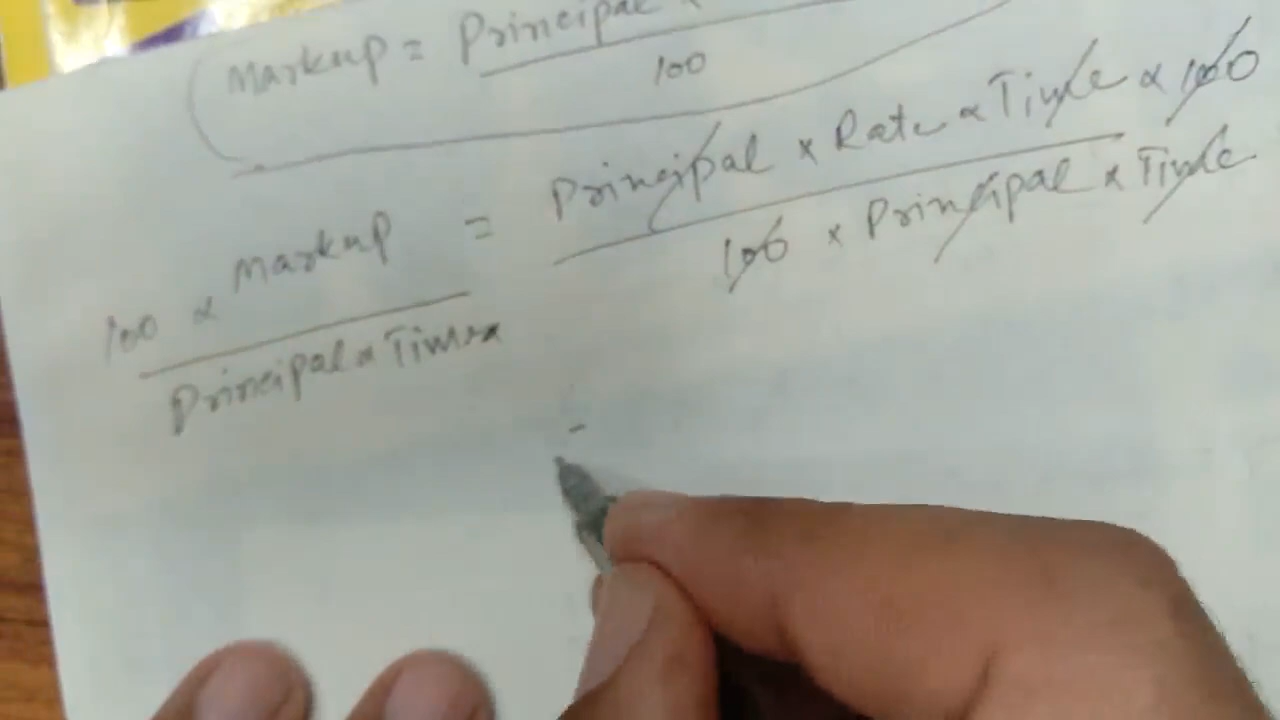 Markup = Principal ×
100
100 × Markup = Principal × Rate × Time × 100
Principal × Time 100 × Principal × Time